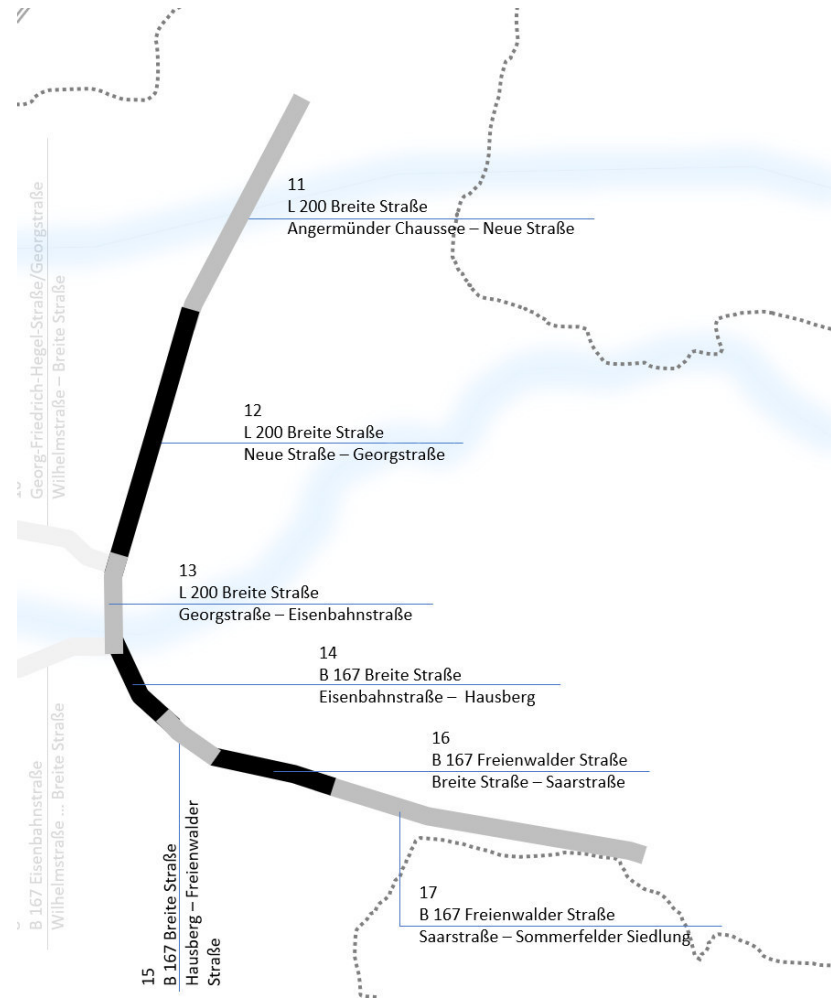 11
L 200 Breite Straße
Angermünder Chaussee – Neue Straße
12
L 200 Breite Straße
Neue Straße – Georgstraße
13
L 200 Breite Straße
Georgstraße – Eisenbahnstraße
14
B 167 Breite Straße
Eisenbahnstraße – Hausberg
16
B 167 Freienwalder Straße
Breite Straße – Saarstraße
17
B 167 Freienwalder Straße
Saarstraße – Sommerfelder Siedlung
15
B 167 Breite Straße
Hausberg – Freienwalder
Straße
Georg-Friedrich-Hegel-Straße/Georgstraße
Wilhelmstraße – Breite Straße
B 167 Eisenbahnstraße
Wilhelmstraße ... Breite Straße